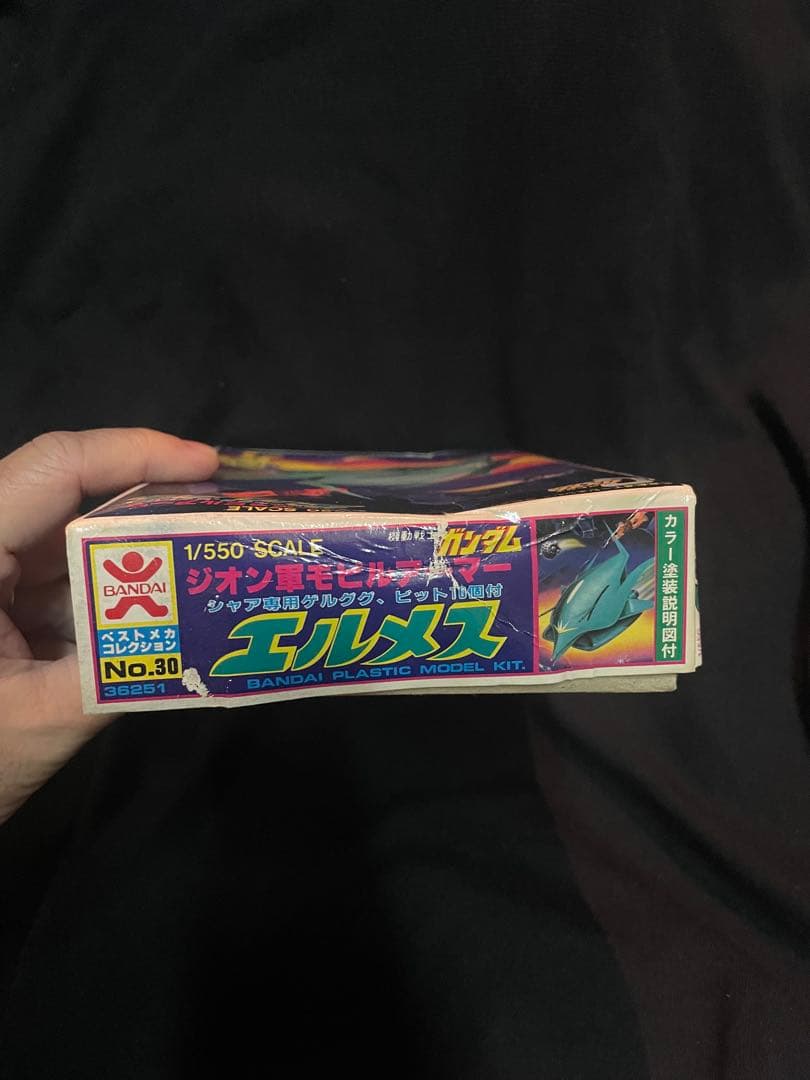 BANDAI
ベストメカ
コレクション
No.30
36251
1/550 SCALE
機動戦士ガンダム
ジオン軍モビルアーマー
シャア専用ゲルググ、ビット10個付
エルメス
BANDAI PLASTIC MODEL KIT.
カラー塗装説明図付